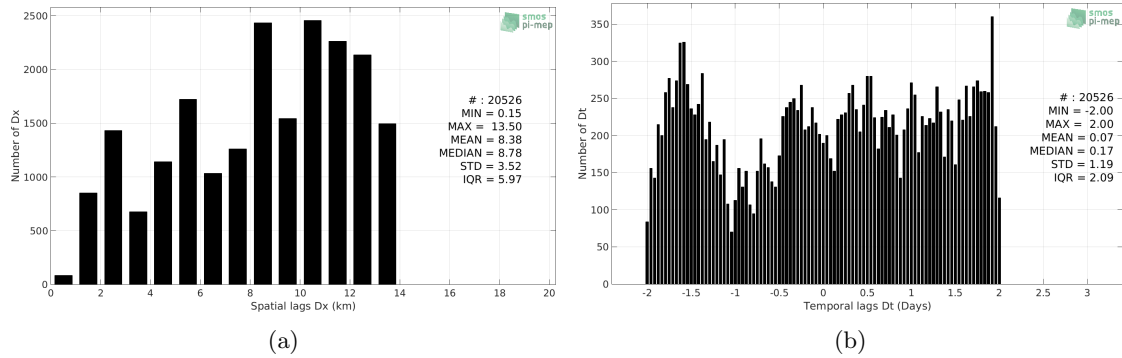 2500
2000
1500
1000
500
0
0 2 4 6 8 10 12 14 16 18 20
Number of Dx
Spatial lags Dx (km)
smos
pi-mep
# : 20526
MIN = 0.15
MAX = 13.50
MEAN = 8.38
MEDIAN = 8.78
STD = 3.52
IQR = 5.97
(a)
350
300
250
200
150
100
50
0
-2 -1.5 -1 -0.5 0 0.5 1 1.5 2 2.5 3
Number of Dt
Temporal lags Dt (Days)
smos
pi-mep
# : 20526
MIN = -2.00
MAX = 2.00
MEAN = 0.07
MEDIAN = 0.17
STD = 1.19
IQR = 2.09
(b)